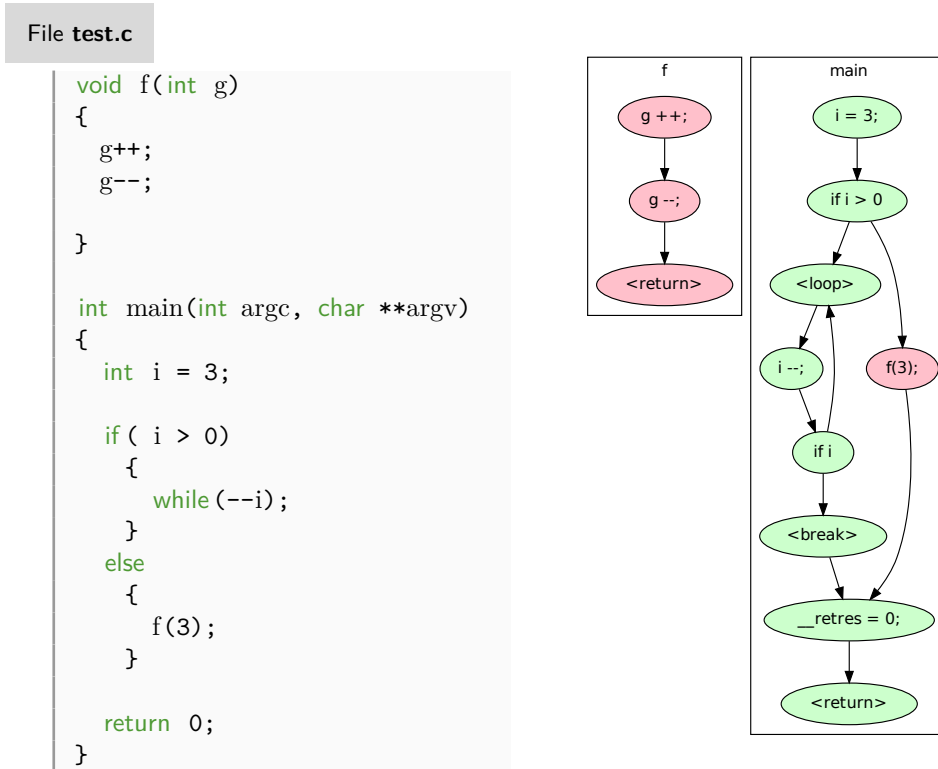 File test.c
void f(int g)
{
g++;
g--;
}
int main(int argc, char **argv)
{
int i = 3;
if ( i > 0)
{
while(--i);
}
else
{
f(3);
}
return 0;
}
f
g ++;
g --;
<return>
main
i = 3;
if i > 0
<loop>
i --;
f(3);
if i
<break>
__retres = 0;
<return>